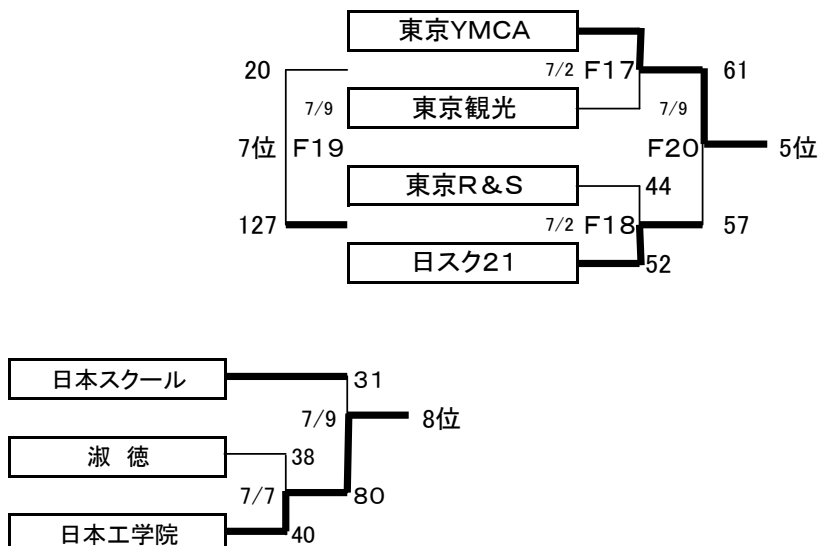 東京YMCA
20
7/2 F17
61
7/9
東京観光
7/9
7位 F19
F20
5位
東京R&S
44
127
7/2 F18
57
日スク21
52
日本スクール
31
7/9
8位
淑 徳
38
7/7
80
日本工学院
40